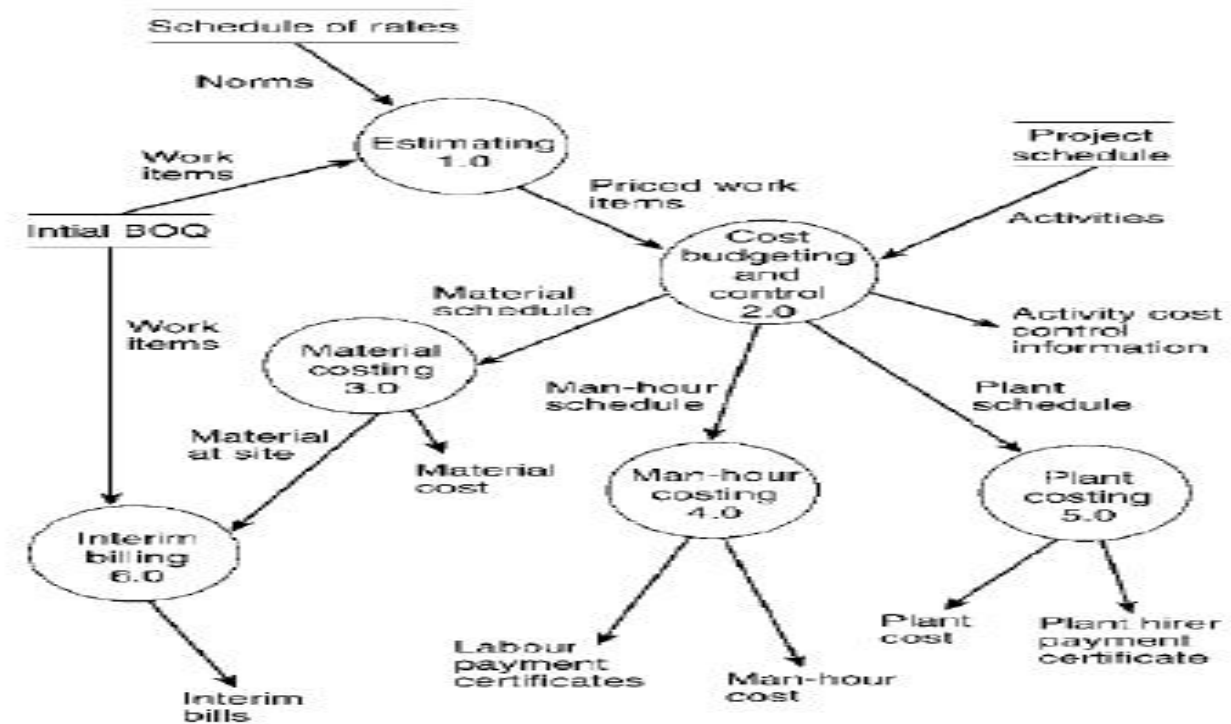 Schedule of rates
Norms
Estimating
1.0
Work
items
Project
schedule
Priced work
items
Activities
Intial BOQ
Cost
budgeting
and
control
2.0
Material
schedule
Activity cost
control
information
Work
items
Material
costing
3.0
Man-hour
schedule
Plant
schedule
Material
at site
Material
cost
Man-hour
costing
4.0
Plant
costing
5.0
Interim
billing
6.0
Labour
payment
certificates
Man-hour
cost
Plant
cost
Plant hirer
payment
certificate
Interim
bills